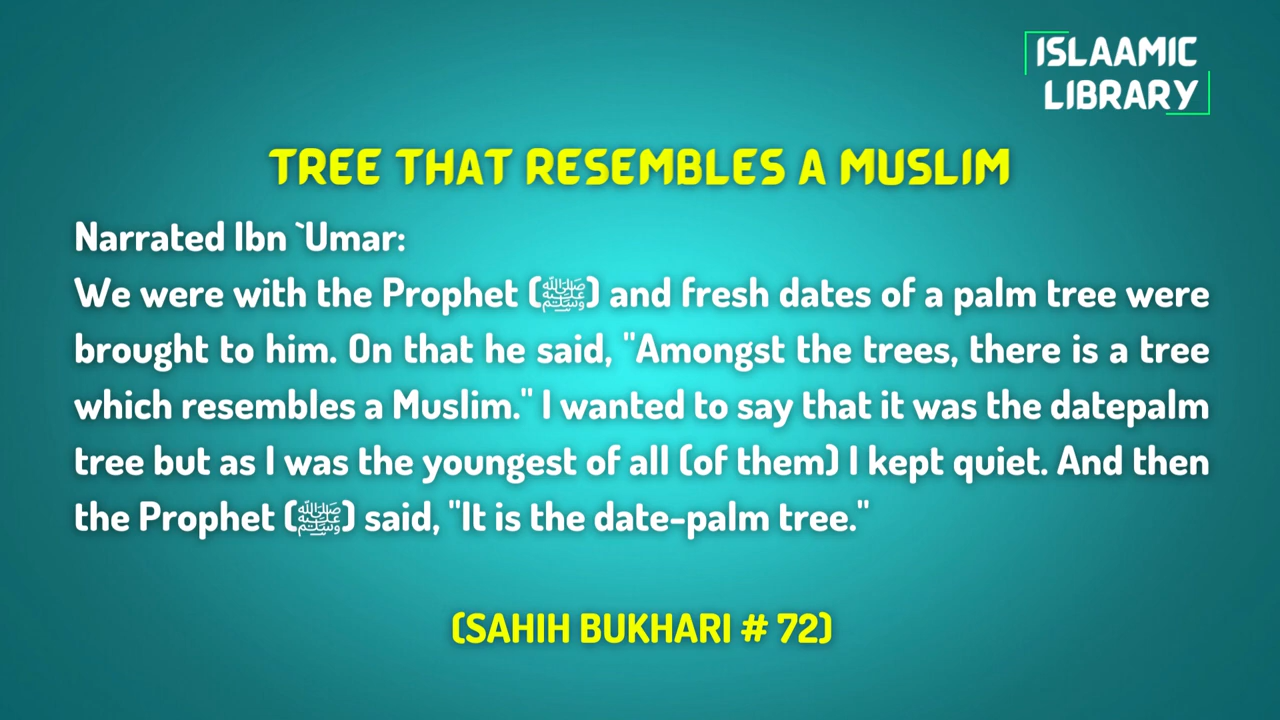 ISLAAMIC
LIBRARY
TREE THAT RESEMBLES A MUSLIM
Narrated Ibn `Umar:
We were with the Prophet (ﷺ) and fresh dates of a palm tree were
brought to him. On that he said, "Amongst the trees, there is a tree
which resembles a Muslim." I wanted to say that it was the datepalm
tree but as I was the youngest of all (of them) I kept quiet. And then
the Prophet (ﷺ) said, "It is the date-palm tree."
(SAHIH BUKHARI # 72)